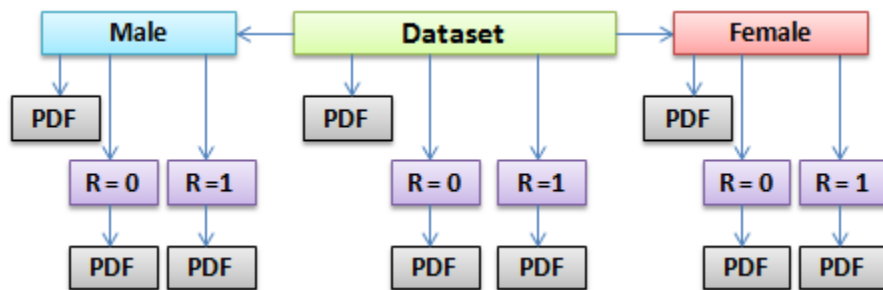 Male Dataset Female
PDF PDF PDF
R = 0 R =1 R = 0 R =1 R = 0 R = 1
PDF PDF PDF PDF PDF PDF